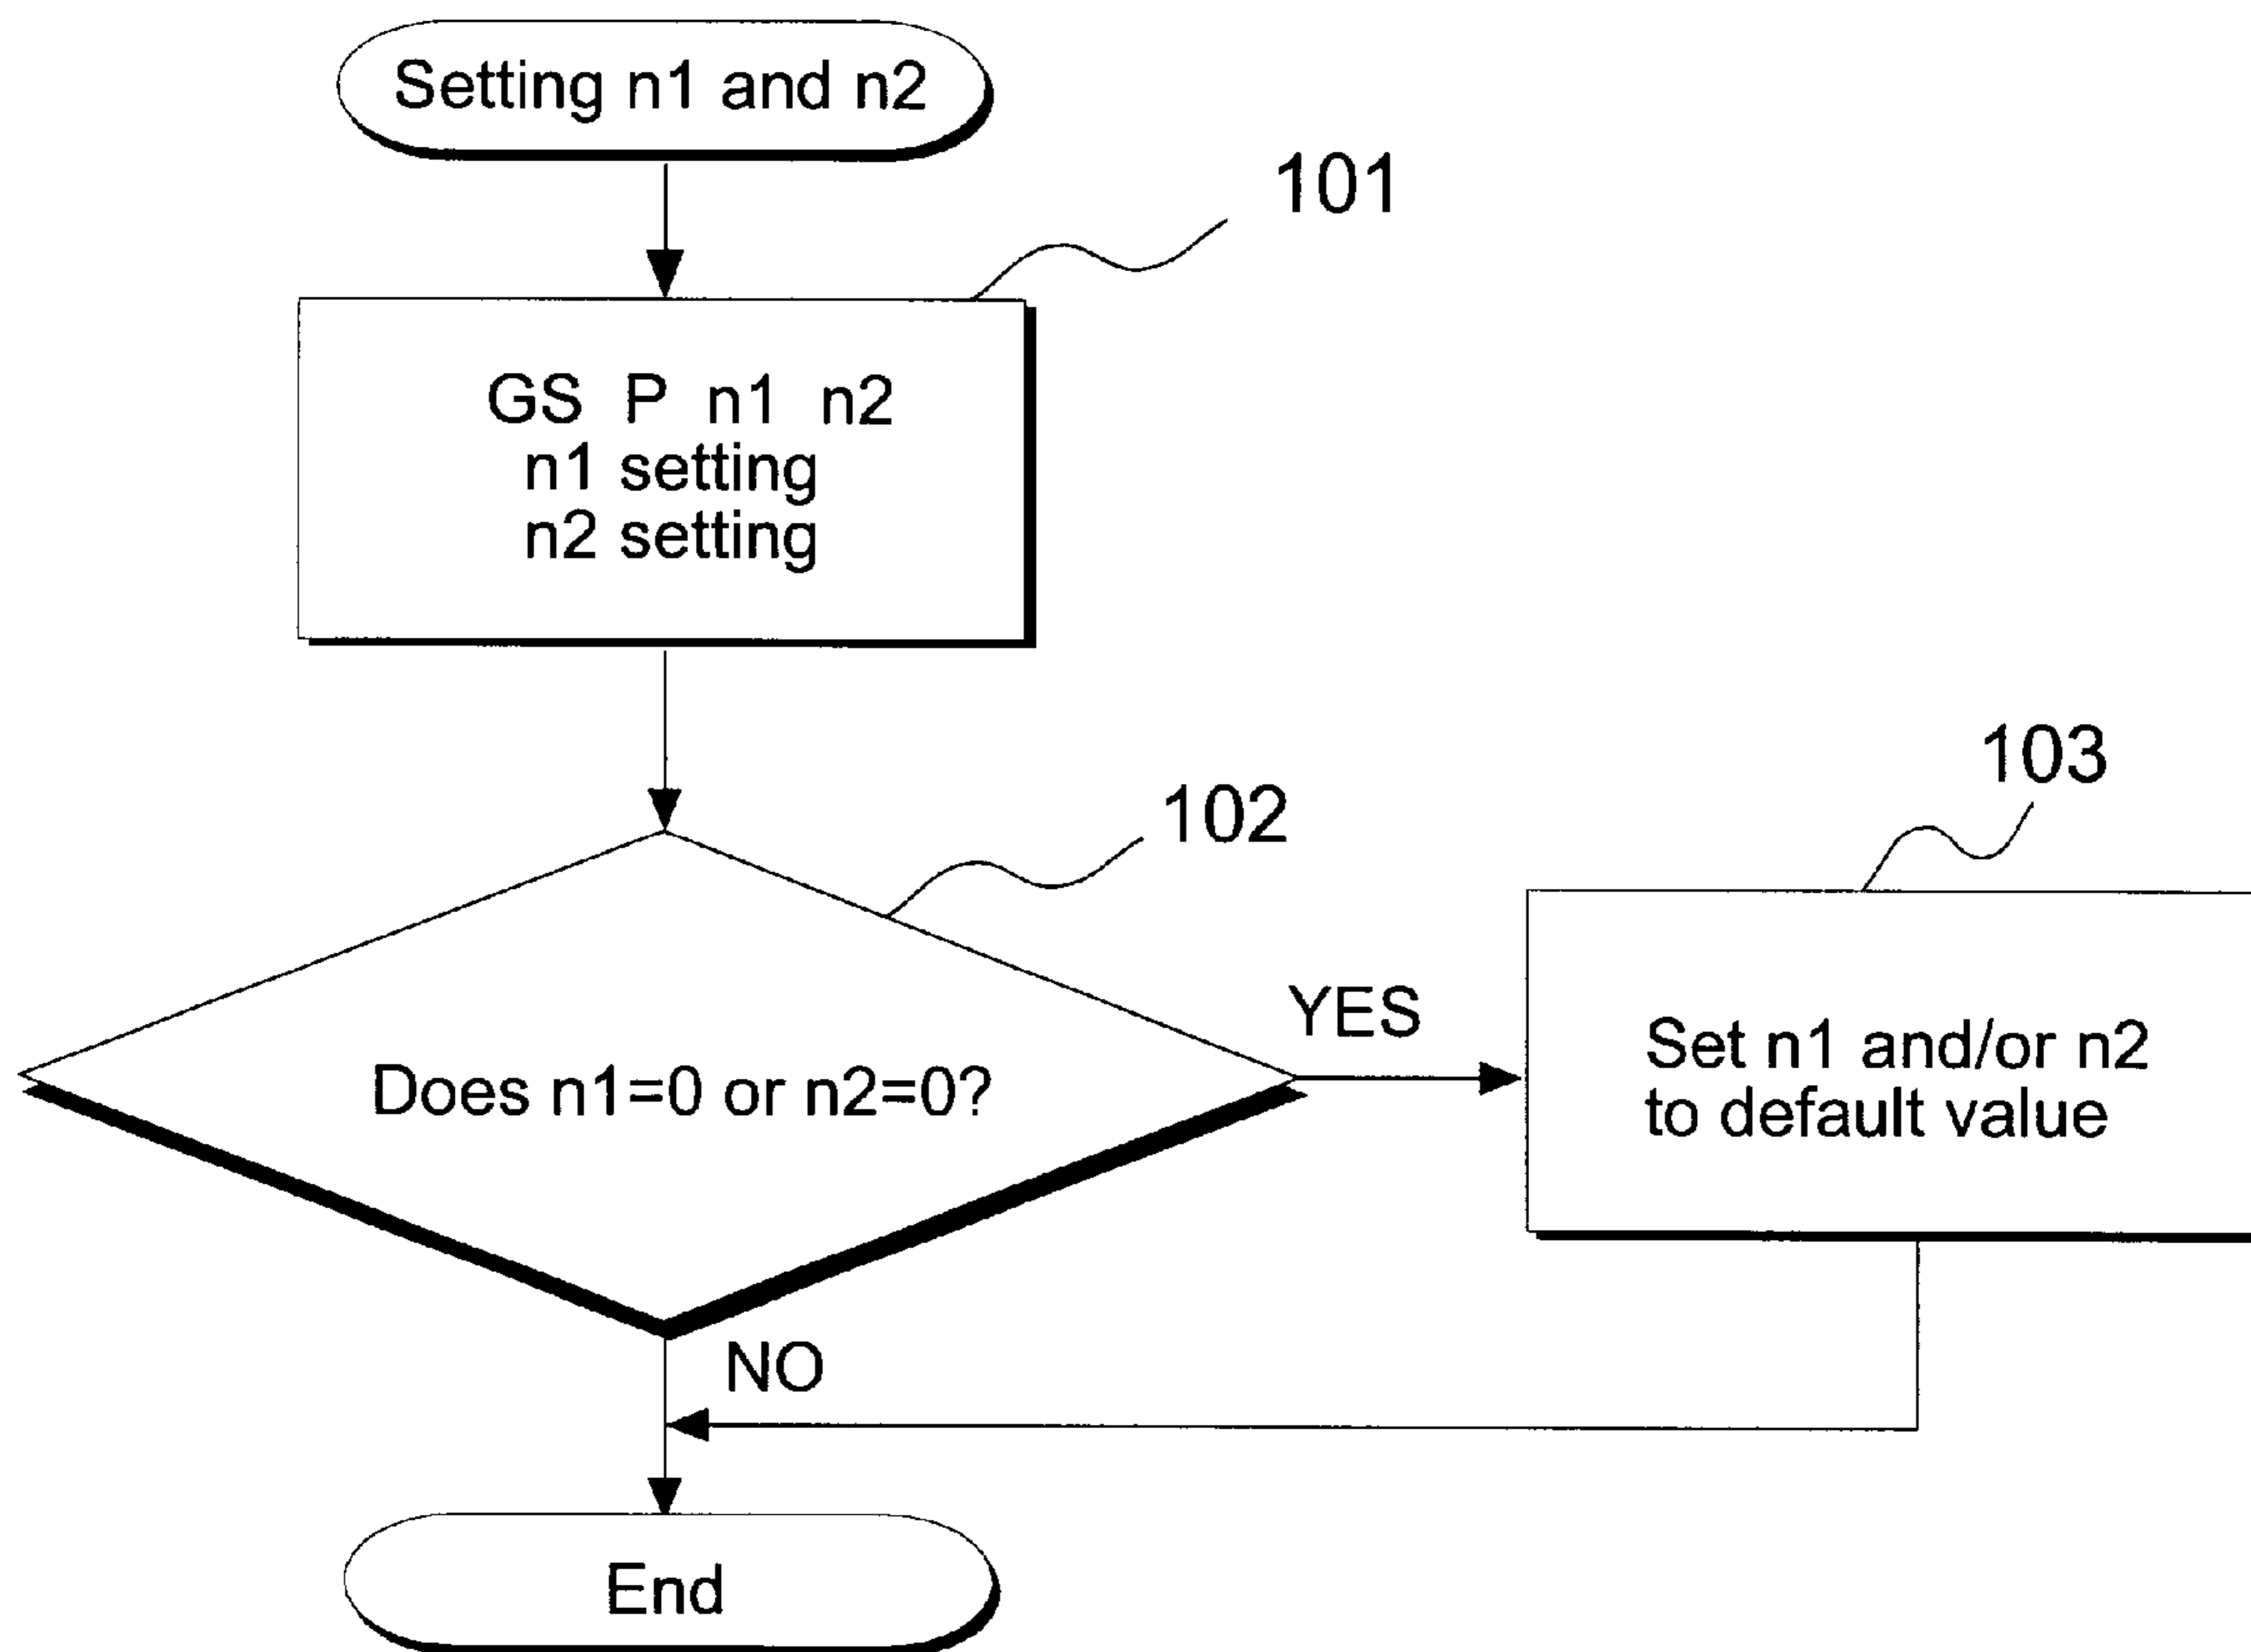 Setting n1 and n2
101
GS P n1 n2
n1 setting
n2 setting
102
103
Does n1=0 or n2=0?
YES
Set n1 and/or n2
to default value
NO
End